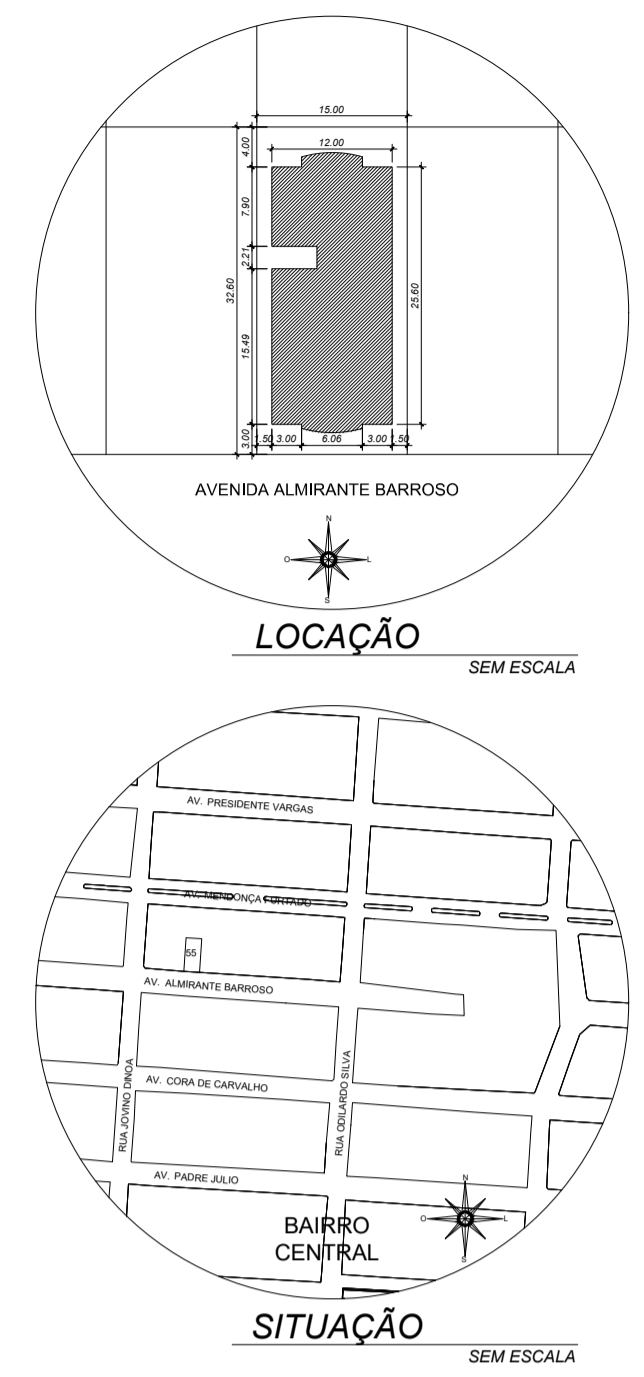 15.00
4.00
12.00
7.90
2.21
32.60
25.60
15.49
3.00
1.50
3.00
6.06
3.00
1.50
AVENIDA ALMIRANTE BARROSO
N
O
L
S
LOCAÇÃO
SEM ESCALA
AV. PRESIDENTE VARGAS
AV. MENDONÇA FURTADO
55
AV. ALMIRANTE BARROSO
RUA JOVINO DINOA
AV. CORA DE CARVALHO
RUA ODILARDO SILVA
AV. PADRE JULIO
N
O
L
S
BAIRRO
CENTRAL
SITUAÇÃO
SEM ESCALA